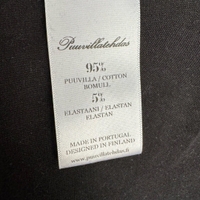 Puuvillatehdas
95%
PUUVILLA / COTTON
BOMULL
5%
ELASTAANI / ELASTAN
ELASTAN
MADE IN PORTUGAL
DESIGNED IN FINLAND
www.puuvillatehdas.fi